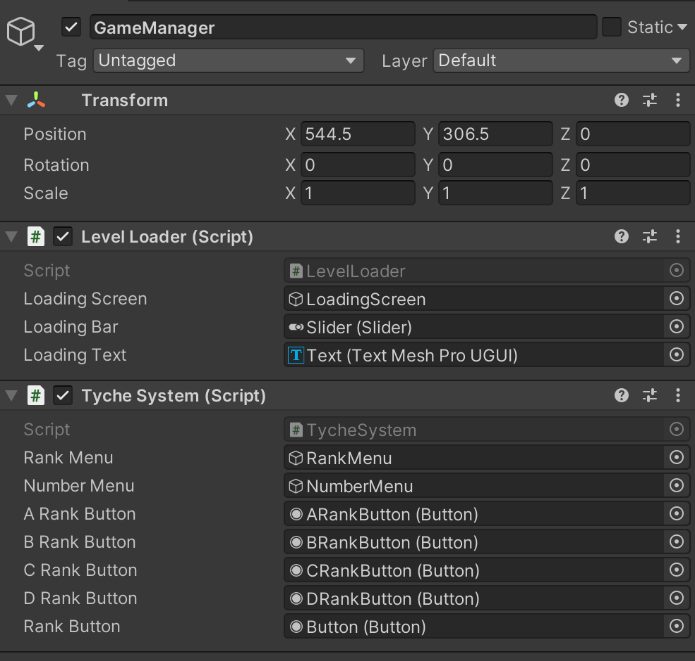 GameManager Static
Tag Untagged Layer Default
Transform
Position X 544.5 Y 306.5 Z 0
Rotation X 0 Y 0 Z 0
Scale X 1 Y 1 Z 1
# Level Loader (Script)
Script # LevelLoader
Loading Screen LoadingScreen
Loading Bar Slider (Slider)
Loading Text T Text (Text Mesh Pro UGUI)
# Tyche System (Script)
Script # TycheSystem
Rank Menu RankMenu
Number Menu NumberMenu
A Rank Button ARankButton (Button)
B Rank Button BRankButton (Button)
C Rank Button CRankButton (Button)
D Rank Button DRankButton (Button)
Rank Button Button (Button)